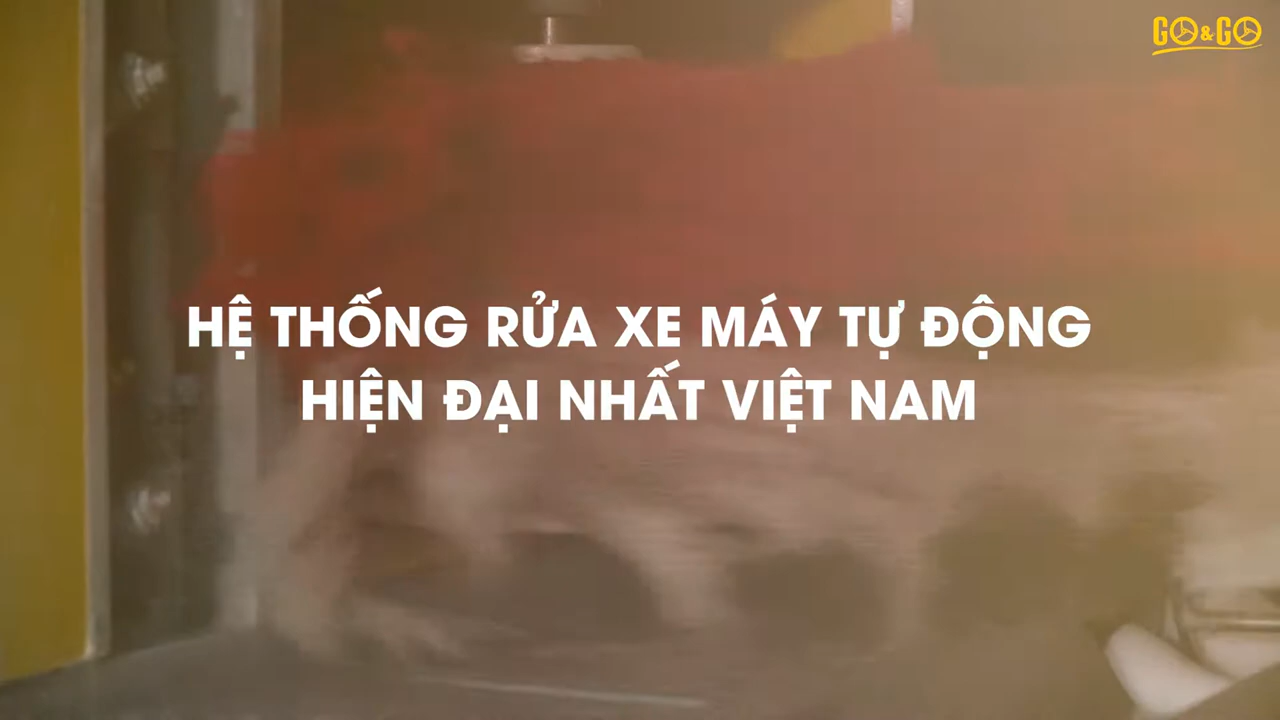 GO&GO
HỆ THỐNG RỬA XE MÁY TỰ ĐỘNG
HIỆN ĐẠI NHẤT VIỆT NAM